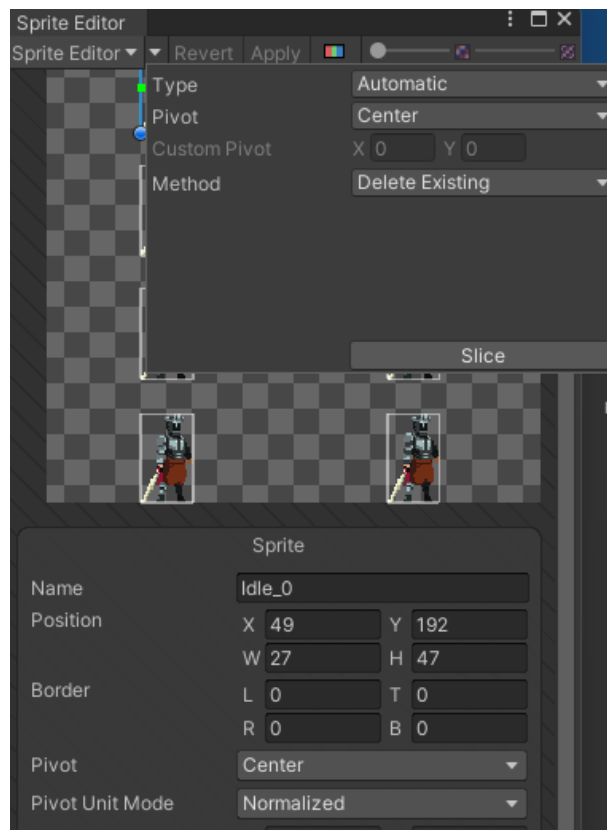 Sprite Editor
Sprite Editor Revert Apply
Type Automatic
Pivot Center
Custom Pivot X 0 Y 0
Method Delete Existing
Slice
Sprite
Name Idle_0
Position X 49 Y 192
W 27 H 47
Border L 0 T 0
R 0 B 0
Pivot Center
Pivot Unit Mode Normalized